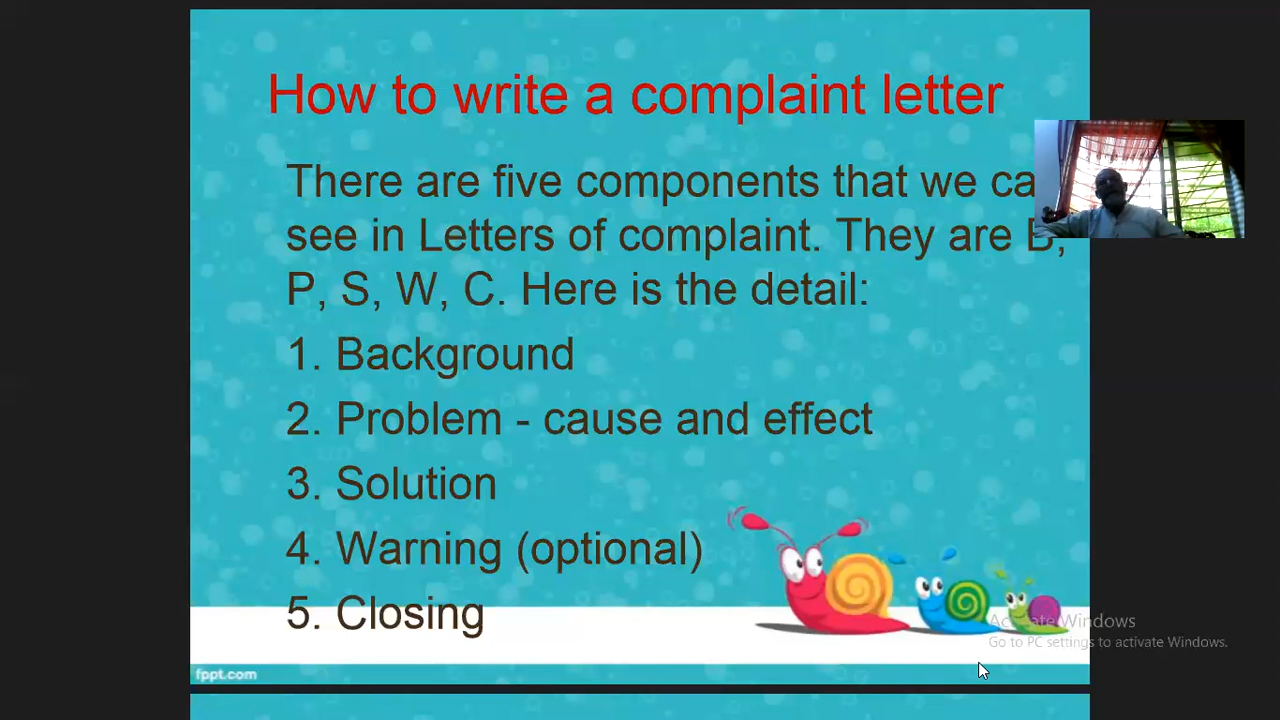 How to write a complaint letter
There are five components that we ca
see in Letters of complaint. They are B,
P, S, W, C. Here is the detail:
1. Background
2. Problem - cause and effect
3. Solution
4. Warning (optional)
5. Closing
Activate Windows
Go to PC settings to activate Windows.
fppt.com